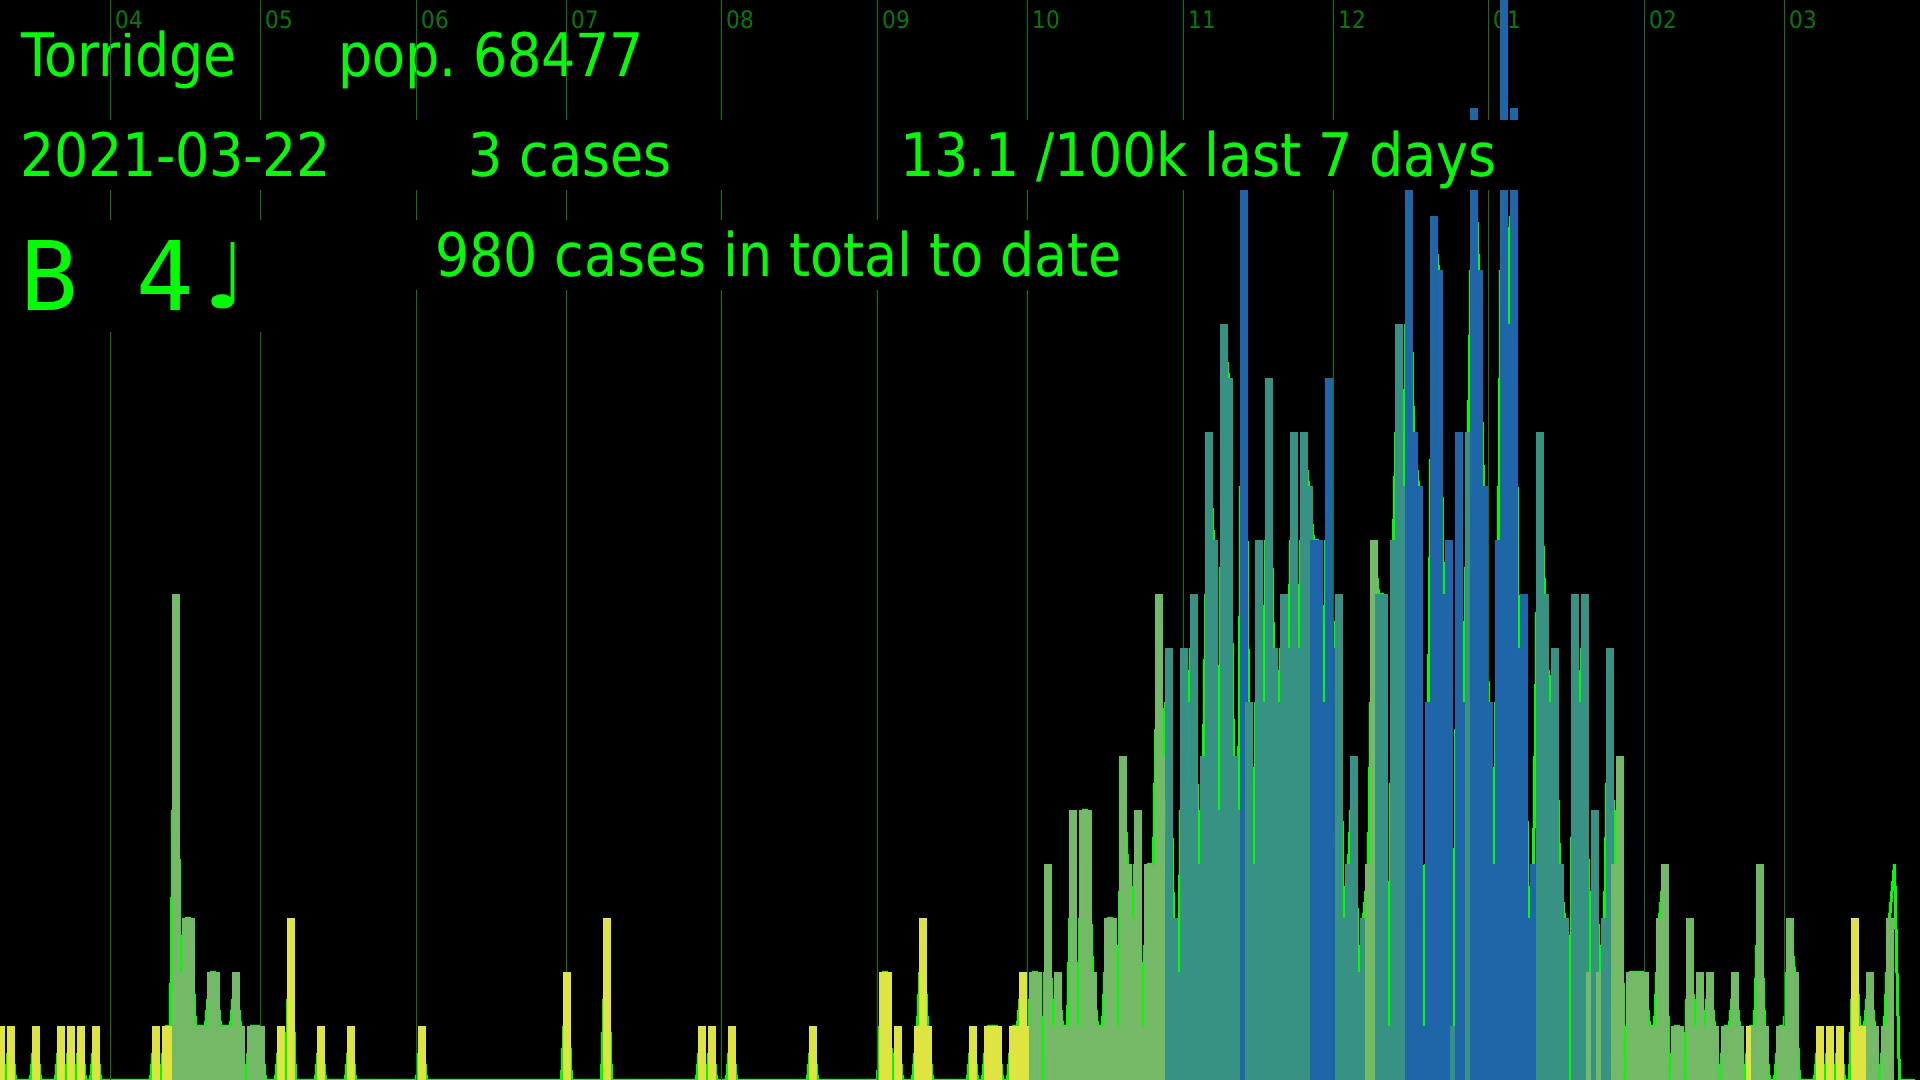 04 05 06 07 08 09 10 11 12 01 02 03
Torridge pop. 68477
2021-03-22 3 cases 13.1 /100k last 7 days
B 4♩ 980 cases in total to date